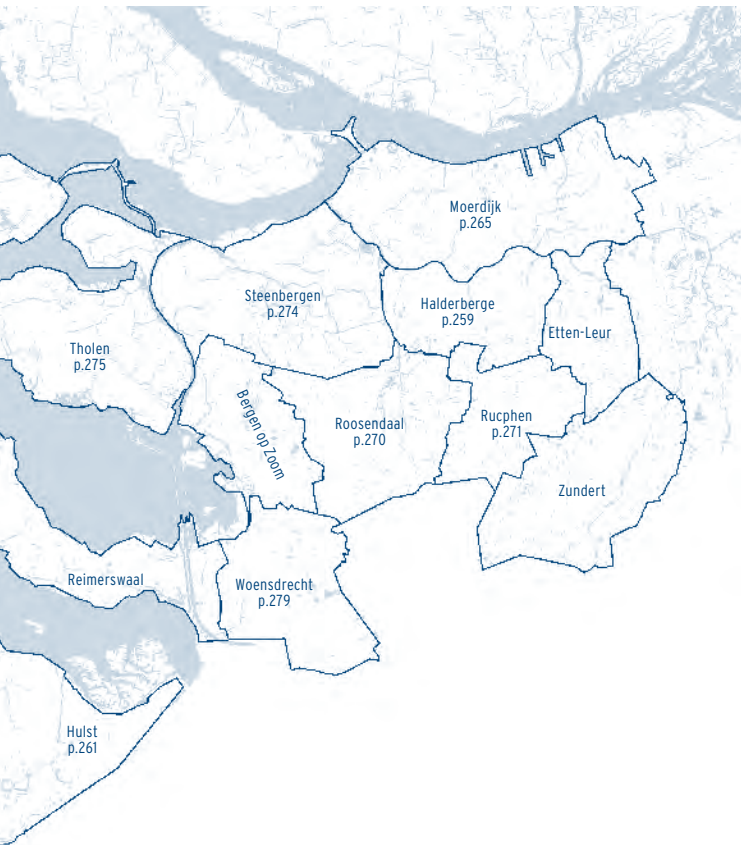 Moerdijk
p.265
Steenbergen
p.274
Halderberge
p.259
Etten-Leur
Tholen
p.275
Bergen op Zoom
Roosendaal
p.270
Rucphen
p.271
Zundert
Reimerswaal
Woensdrecht
p.279
Hulst
p.261